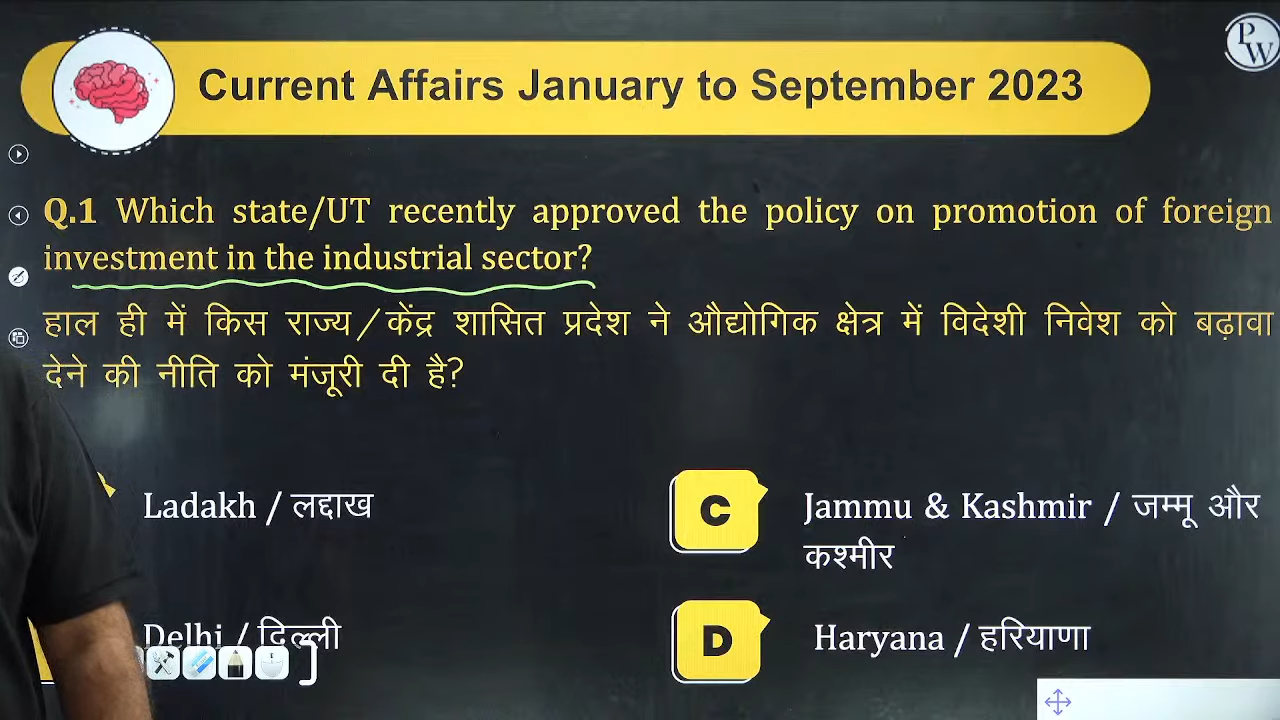 PW
Current Affairs January to September 2023
Q.1 Which state/UT recently approved the policy on promotion of foreign
investment in the industrial sector?
हाल ही में किस राज्य/केंद्र शासित प्रदेश ने औद्योगिक क्षेत्र में विदेशी निवेश को बढ़ावा
देने की नीति को मंजूरी दी है?
Ladakh / लद्दाख
Delhi / दिल्ली
C
Jammu & Kashmir / जम्मू और
कश्मीर
D
Haryana / हरियाणा